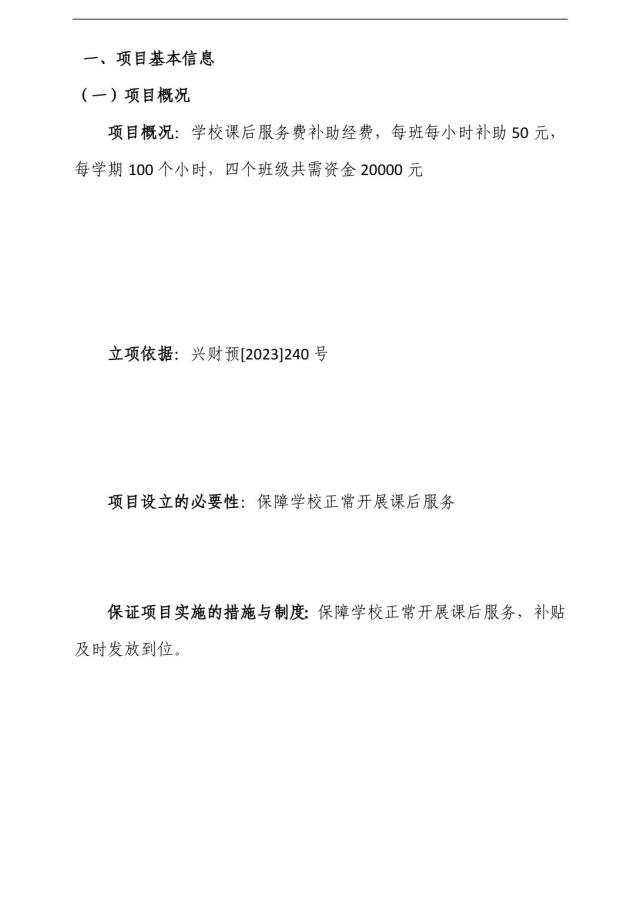 一、项目基本信息
（一）项目概况
项目概况：学校课后服务费补助经费，每班每小时补助 50 元，
每学期 100 个小时，四个班级共需资金 20000 元
立项依据：兴财预[2023]240 号
项目设立的必要性：保障学校正常开展课后服务
保证项目实施的措施与制度：保障学校正常开展课后服务，补贴
及时发放到位。